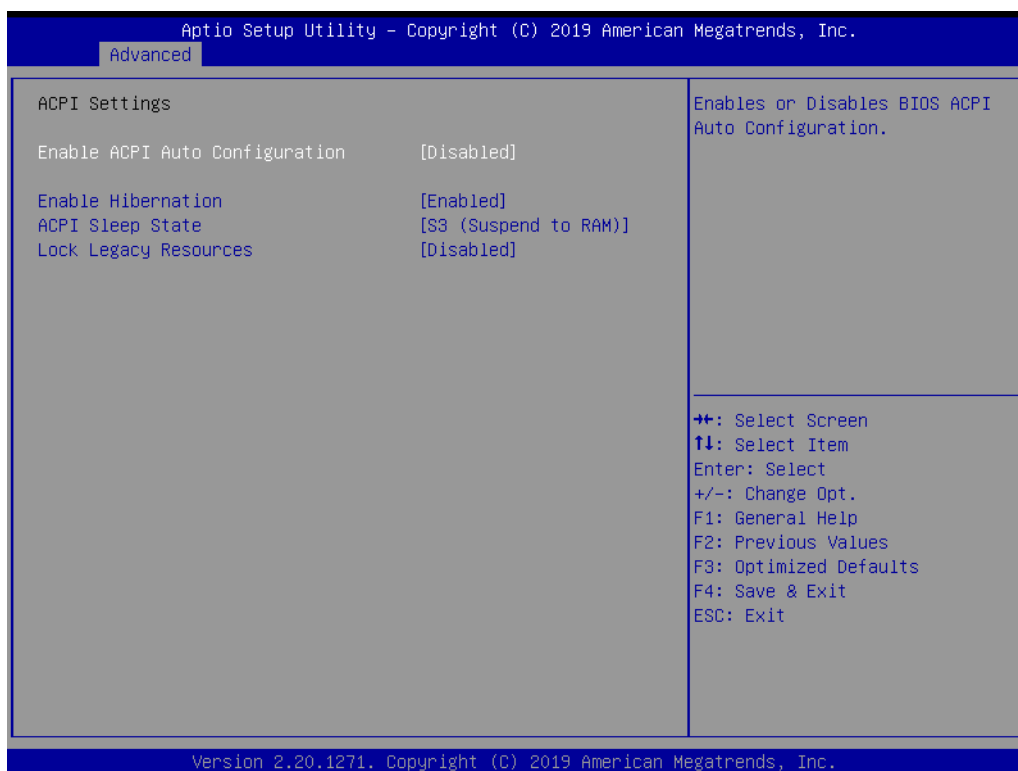 Aptio Setup Utility – Copyright (C) 2019 American Megatrends, Inc.
Advanced
ACPI Settings
Enable ACPI Auto Configuration [Disabled]
Enable Hibernation [Enabled]
ACPI Sleep State [S3 (Suspend to RAM)]
Lock Legacy Resources [Disabled]
Enables or Disables BIOS ACPI
Auto Configuration.
→←: Select Screen
↑↓: Select Item
Enter: Select
+/-: Change Opt.
F1: General Help
F2: Previous Values
F3: Optimized Defaults
F4: Save & Exit
ESC: Exit
Version 2.20.1271. Copyright (C) 2019 American Megatrends, Inc.